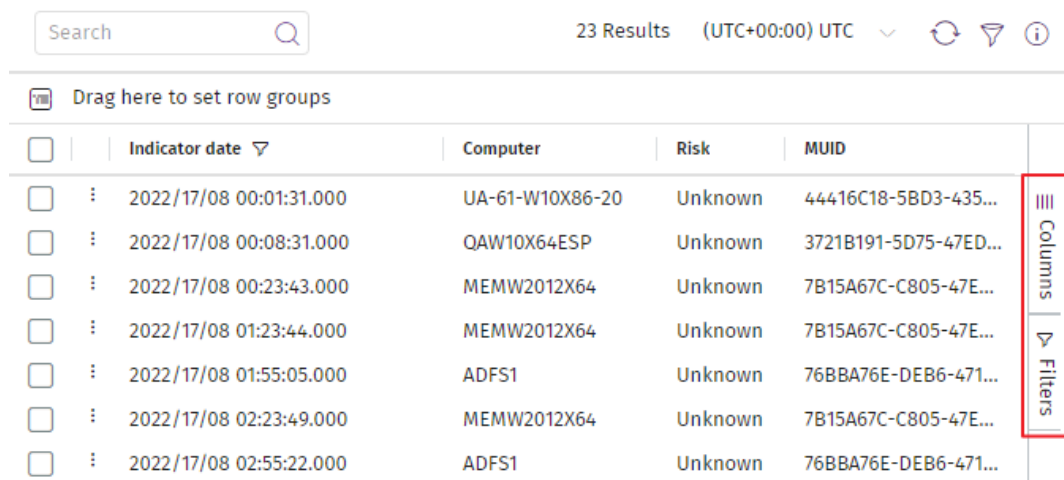 Search 23 Results (UTC+00:00) UTC
Drag here to set row groups
Indicator date Computer Risk MUID
2022/17/08 00:01:31.000 UA-61-W10X86-20 Unknown 44416C18-5BD3-435...
2022/17/08 00:08:31.000 QAW10X64ESP Unknown 3721B191-5D75-47ED...
2022/17/08 00:23:43.000 MEMW2012X64 Unknown 7B15A67C-C805-47E...
2022/17/08 01:23:44.000 MEMW2012X64 Unknown 7B15A67C-C805-47E...
2022/17/08 01:55:05.000 ADFS1 Unknown 76BBA76E-DEB6-471...
2022/17/08 02:23:49.000 MEMW2012X64 Unknown 7B15A67C-C805-47E...
2022/17/08 02:55:22.000 ADFS1 Unknown 76BBA76E-DEB6-471...
Columns
Filters